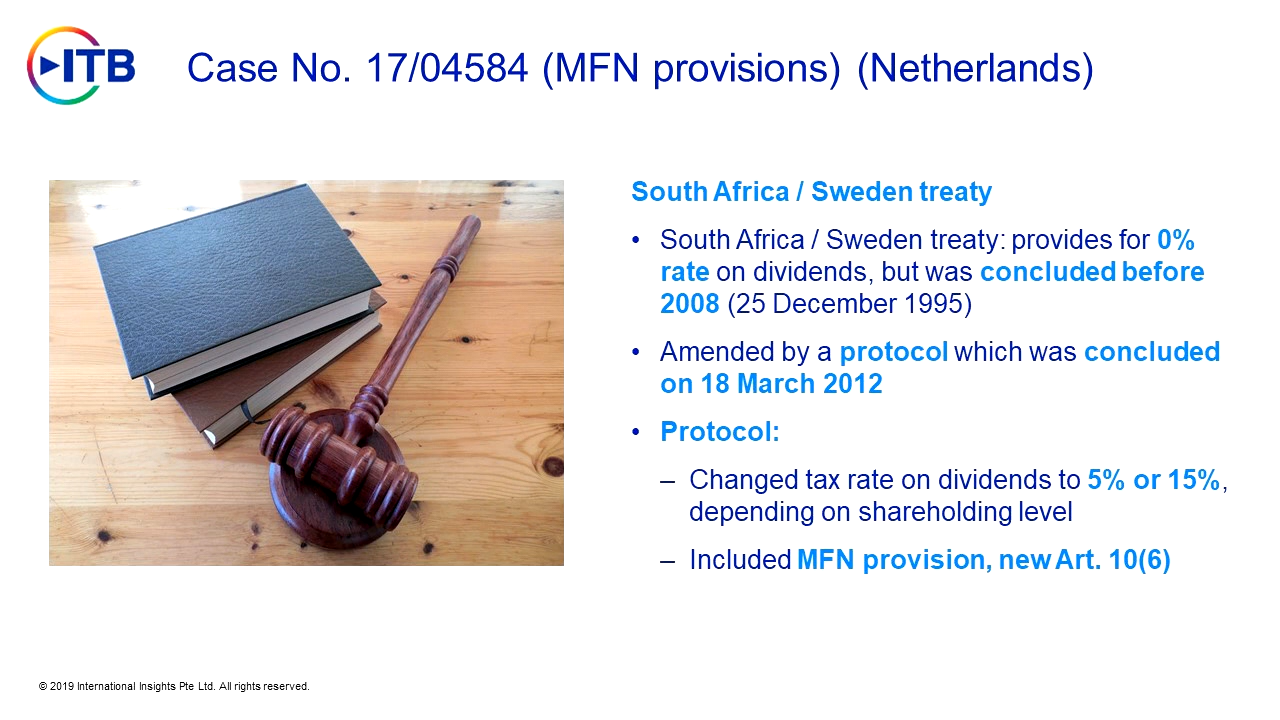 ITB
Case No. 17/04584 (MFN provisions) (Netherlands)
South Africa / Sweden treaty
• South Africa / Sweden treaty: provides for 0%
rate on dividends, but was concluded before
2008 (25 December 1995)
• Amended by a protocol which was concluded
on 18 March 2012
• Protocol:
– Changed tax rate on dividends to 5% or 15%,
depending on shareholding level
– Included MFN provision, new Art. 10(6)
© 2019 International Insights Pte Ltd. All rights reserved.